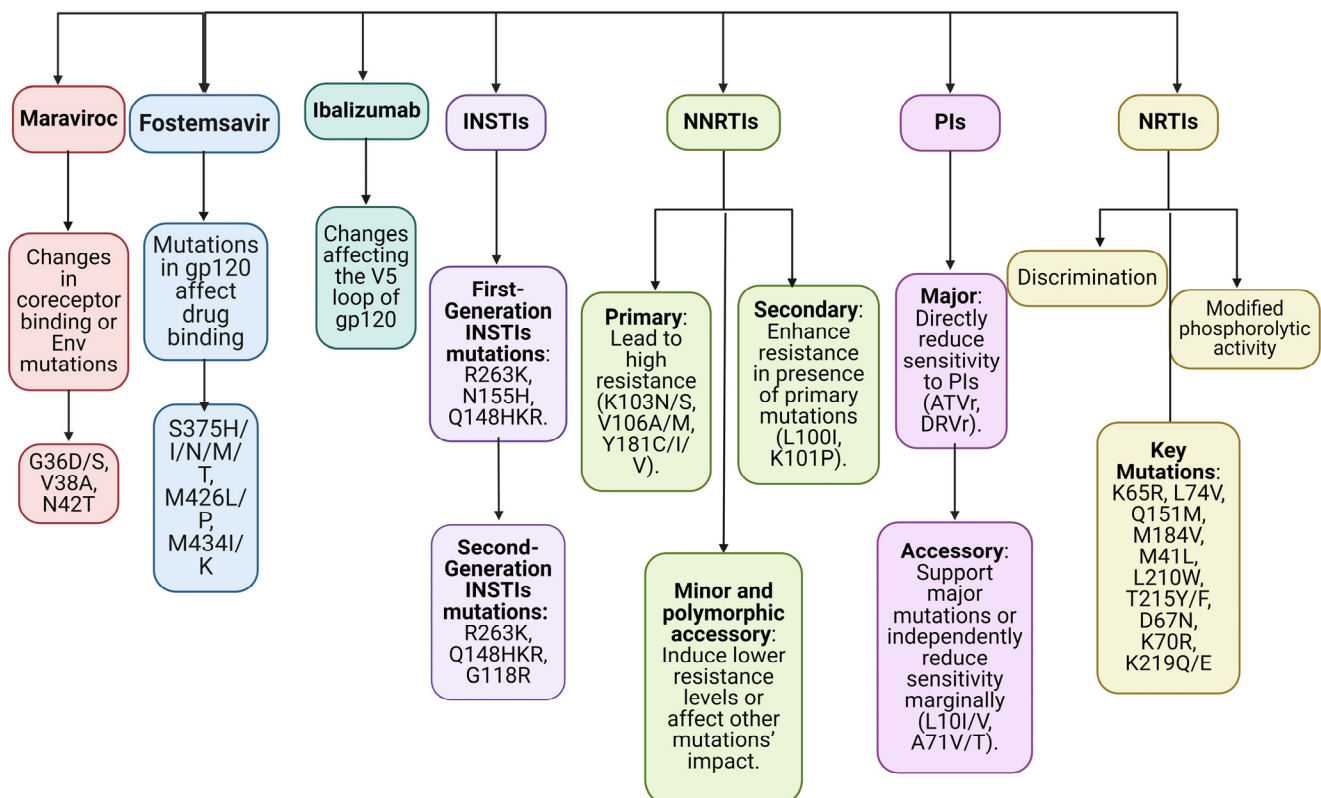 Maraviroc
Fostemsavir
Ibalizumab
INSTIs
NNRTIs
PIs
NRTIs
Changes
in
coreceptor
binding or
Env
mutations
G36D/S,
V38A,
N42T
Mutations
in gp120
affect
drug
binding
S375H/
I/N/M/
T,
M426L/
P,
M434I/
K
Changes
affecting
the V5
loop of
gp120
First-
Generation
INSTIs
mutations:
R263K,
N155H,
Q148HKR.
Second-
Generation
INSTIs
mutations:
R263K,
Q148HKR,
G118R
Primary:
Lead to
high
resistance
(K103N/S,
V106A/M,
Y181C/I/
V).
Minor and
polymorphic
accessory:
Induce lower
resistance
levels or
affect other
mutations’
impact.
Secondary:
Enhance
resistance
in presence
of primary
mutations
(L100I,
K101P).
Major:
Directly
reduce
sensitivity
to PIs
(ATVr,
DRVr).
Accessory:
Support
major
mutations or
independently
reduce
sensitivity
marginally
(L10I/V,
A71V/T).
Discrimination
Modified
phosphorolytic
activity
Key
Mutations:
K65R, L74V,
Q151M,
M184V,
M41L,
L210W,
T215Y/F,
D67N,
K70R,
K219Q/E